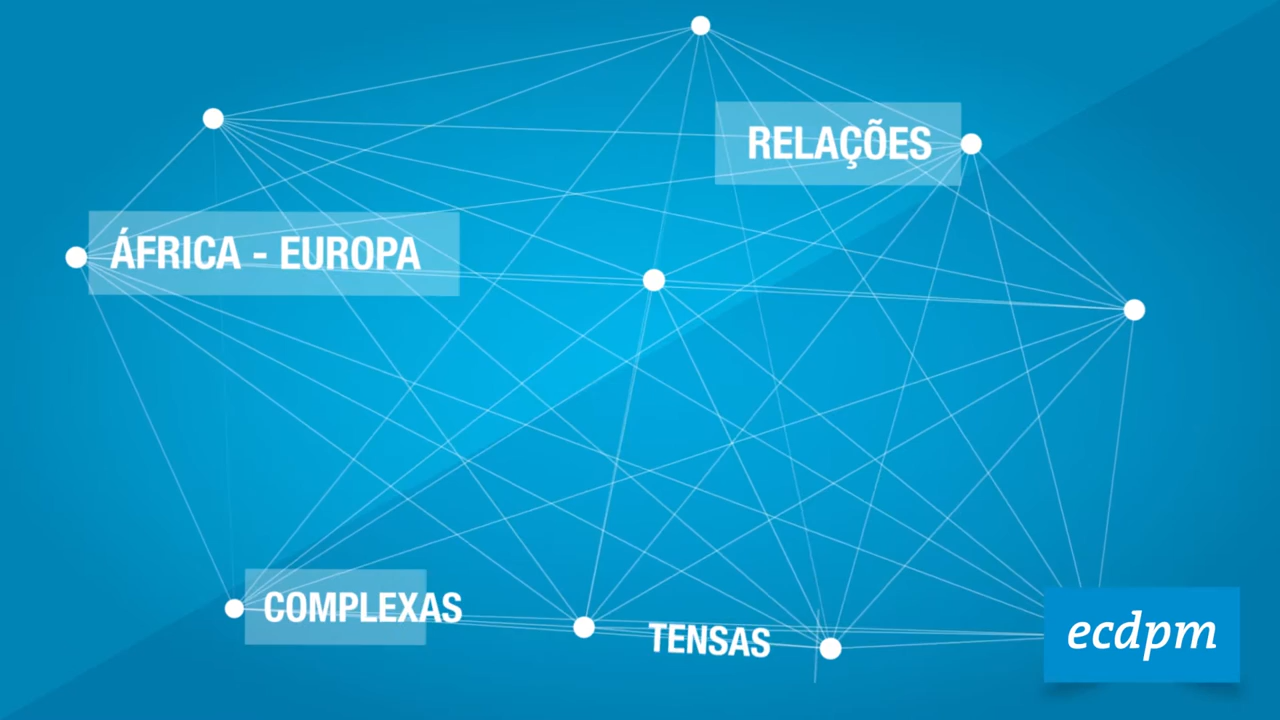 RELAÇÕES
ÁFRICA - EUROPA
COMPLEXAS
TENSAS
ecdpm